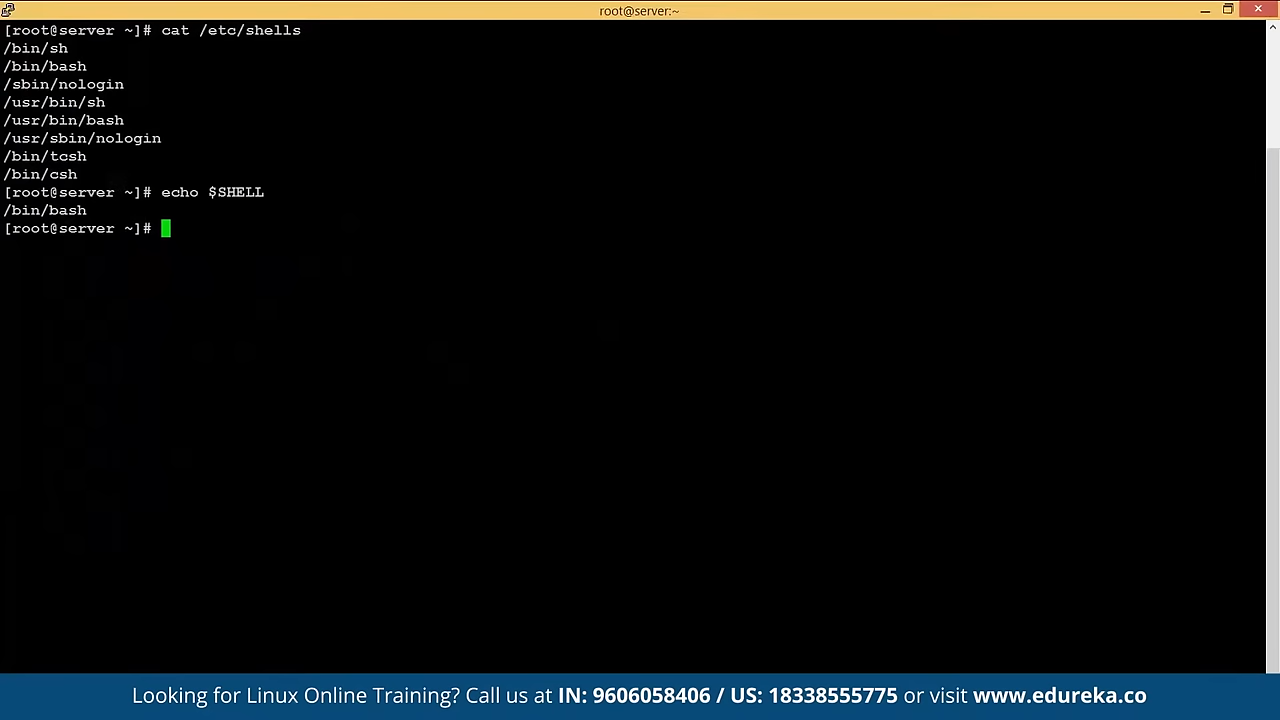 root@server:~
[root@server ~]# cat /etc/shells
/bin/sh
/bin/bash
/sbin/nologin
/usr/bin/sh
/usr/bin/bash
/usr/sbin/nologin
/bin/tcsh
/bin/csh
[root@server ~]# echo $SHELL
/bin/bash
[root@server ~]#
Looking for Linux Online Training? Call us at IN: 9606058406 / US: 18338555775 or visit www.edureka.co